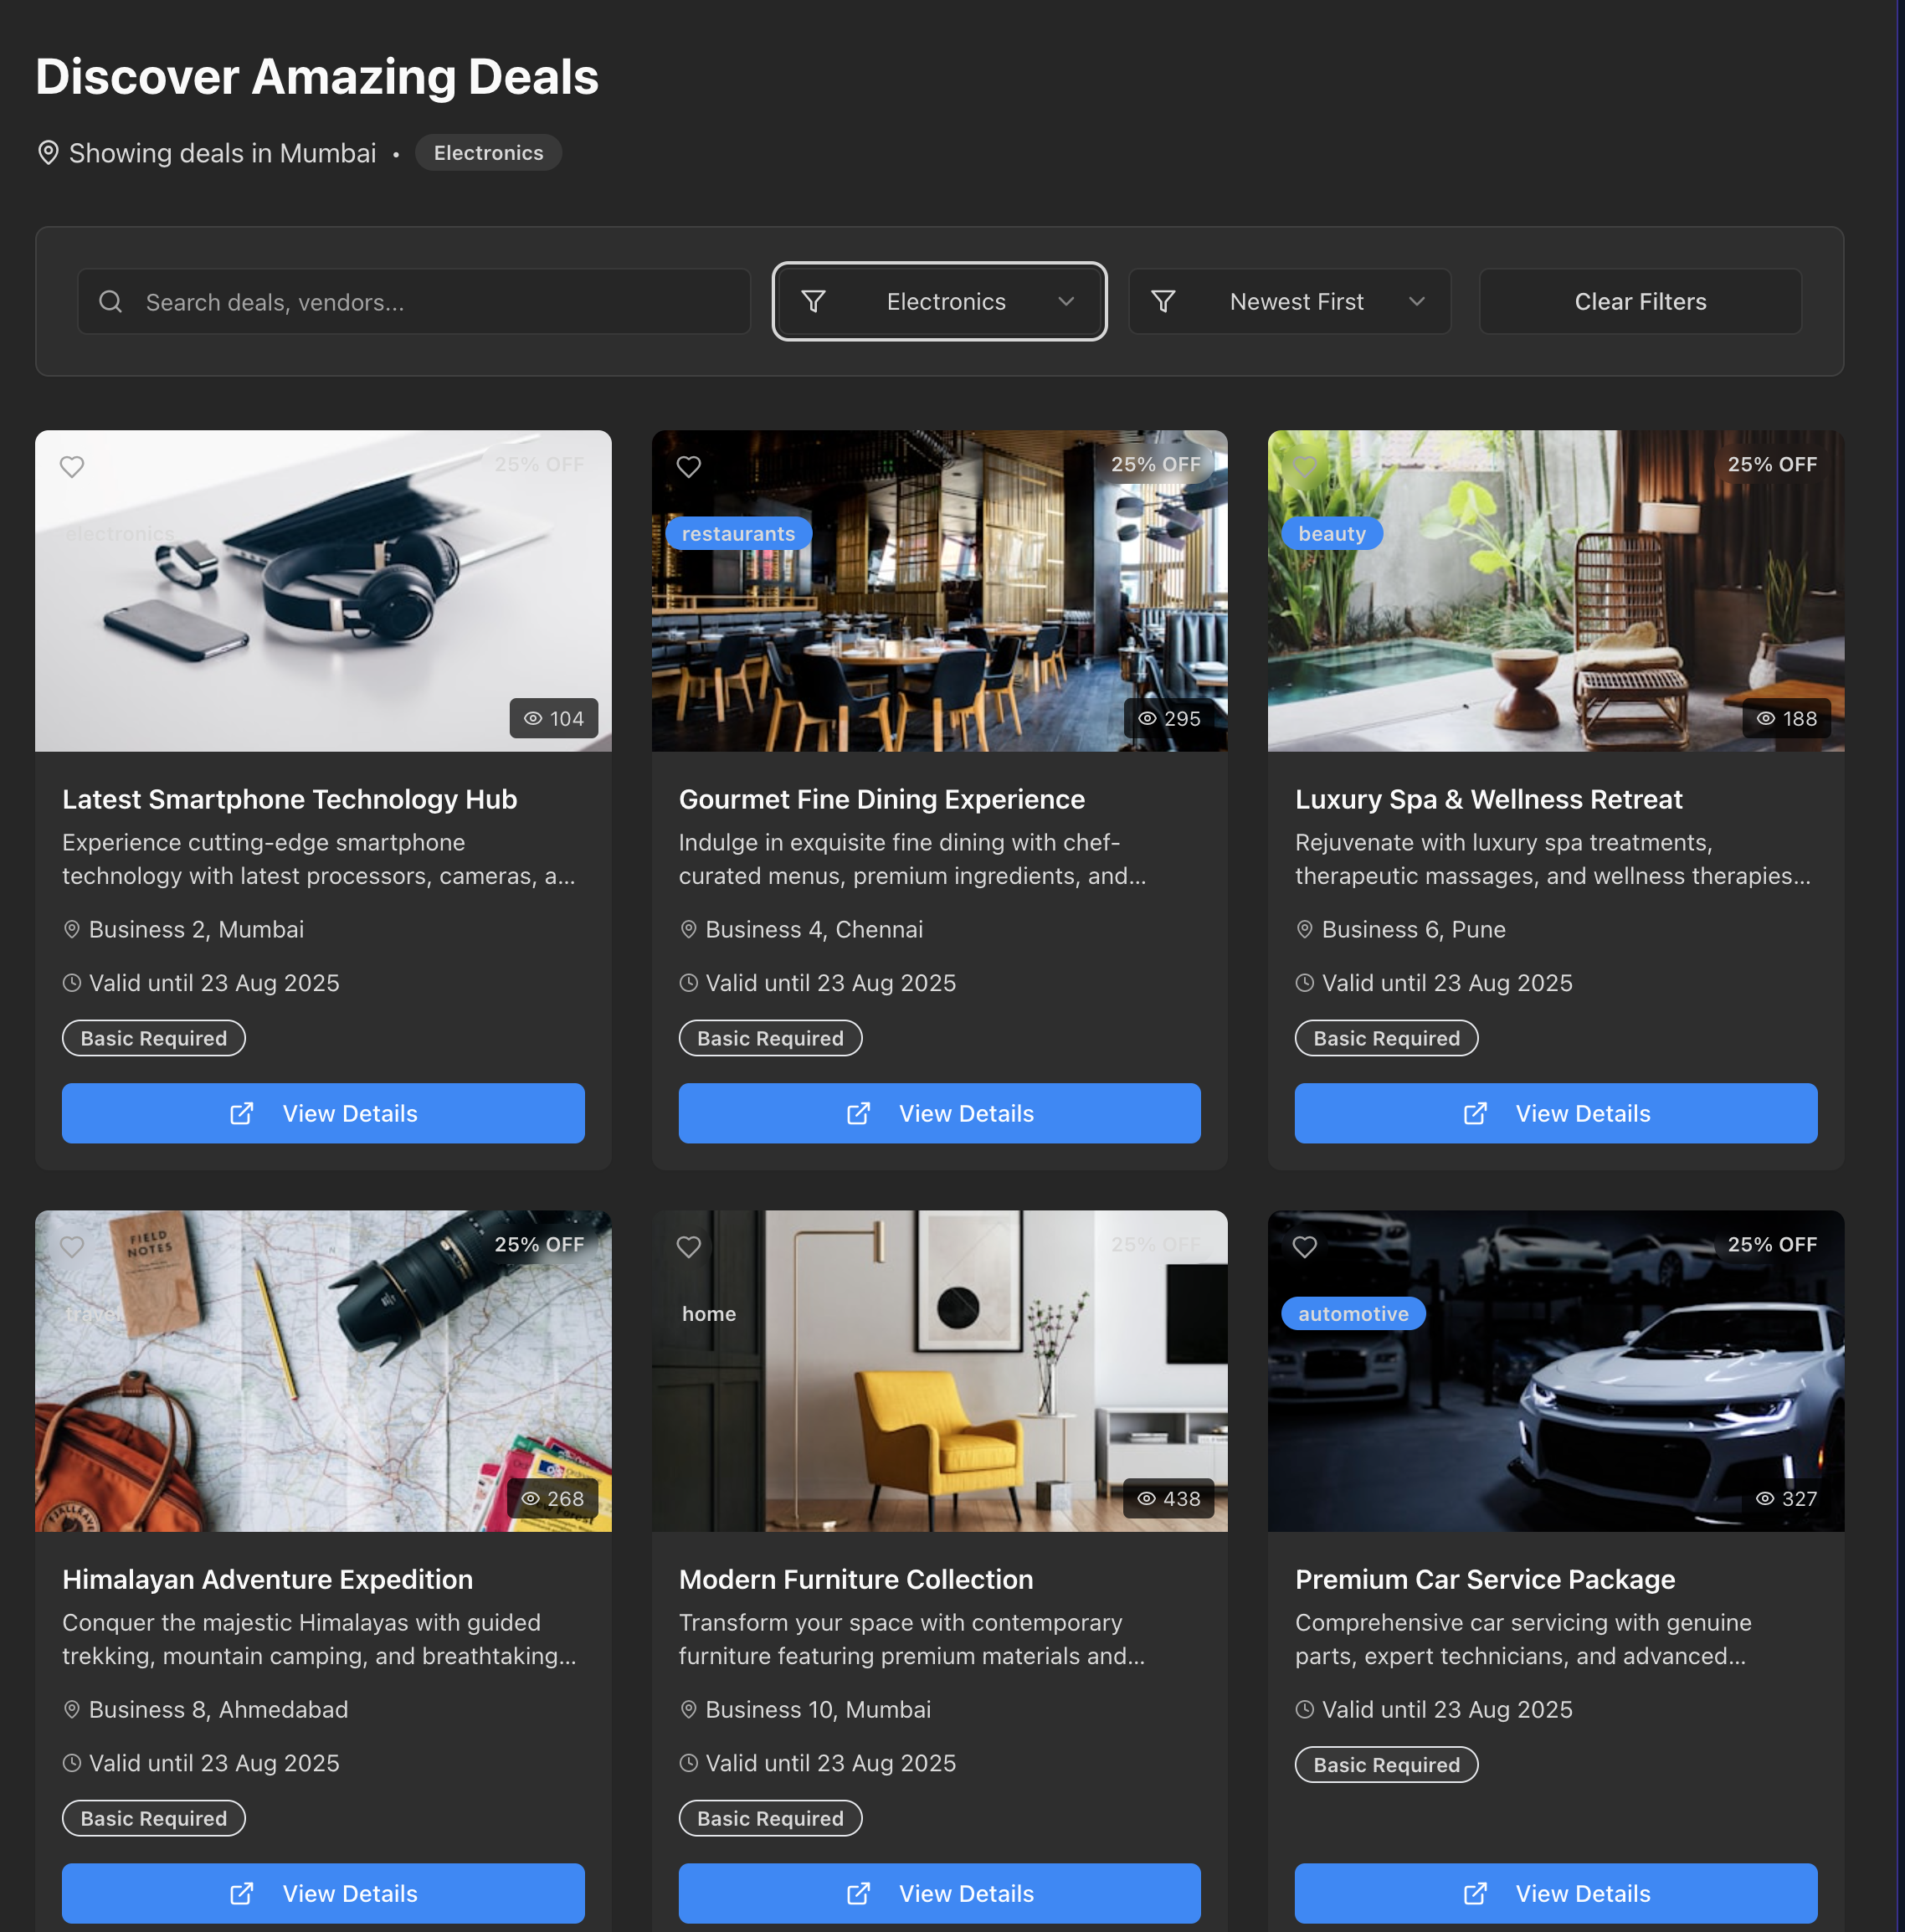 Discover Amazing Deals
Showing deals in Mumbai • Electronics
Search deals, vendors...
Electronics
Newest First
Clear Filters
25% OFF
electronics
104
Latest Smartphone Technology Hub
Experience cutting-edge smartphone
technology with latest processors, cameras, a...
Business 2, Mumbai
Valid until 23 Aug 2025
Basic Required
View Details
25% OFF
restaurants
295
Gourmet Fine Dining Experience
Indulge in exquisite fine dining with chef-
curated menus, premium ingredients, and...
Business 4, Chennai
Valid until 23 Aug 2025
Basic Required
View Details
25% OFF
beauty
188
Luxury Spa & Wellness Retreat
Rejuvenate with luxury spa treatments,
therapeutic massages, and wellness therapies...
Business 6, Pune
Valid until 23 Aug 2025
Basic Required
View Details
FIELD
NOTES
25% OFF
travel
268
Himalayan Adventure Expedition
Conquer the majestic Himalayas with guided
trekking, mountain camping, and breathtaking...
Business 8, Ahmedabad
Valid until 23 Aug 2025
Basic Required
View Details
25% OFF
home
438
Modern Furniture Collection
Transform your space with contemporary
furniture featuring premium materials and...
Business 10, Mumbai
Valid until 23 Aug 2025
Basic Required
View Details
25% OFF
automotive
327
Premium Car Service Package
Comprehensive car servicing with genuine
parts, expert technicians, and advanced...
Valid until 23 Aug 2025
Basic Required
View Details